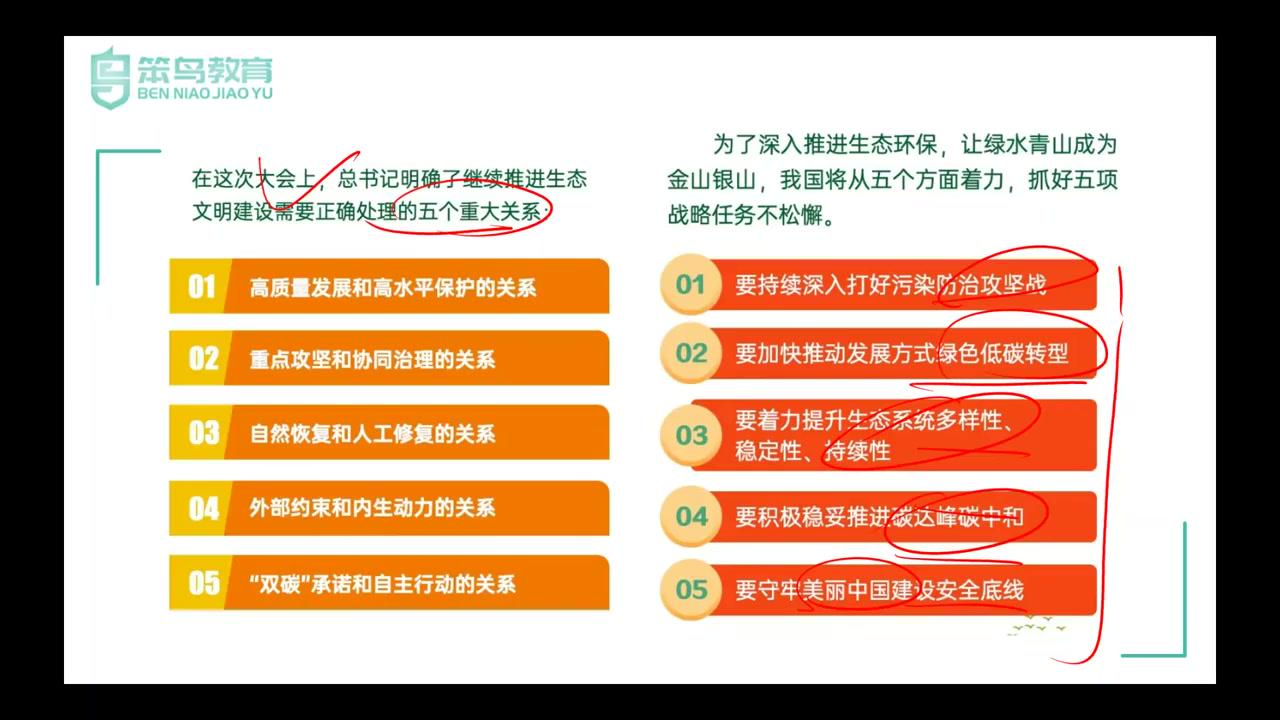 笨鸟教育
BEN NIAO JIAO YU
在这次大会上，总书记明确了继续推进生态
文明建设需要正确处理的五个重大关系：
01 高质量发展和高水平保护的关系
02 重点攻坚和协同治理的关系
03 自然恢复和人工修复的关系
04 外部约束和内生动力的关系
05 “双碳”承诺和自主行动的关系
为了深入推进生态环保，让绿水青山成为
金山银山，我国将从五个方面着力，抓好五项
战略任务不松懈。
01 要持续深入打好污染防治攻坚战
02 要加快推动发展方式绿色低碳转型
03 要着力提升生态系统多样性、
稳定性、持续性
04 要积极稳妥推进碳达峰碳中和
05 要守牢美丽中国建设安全底线